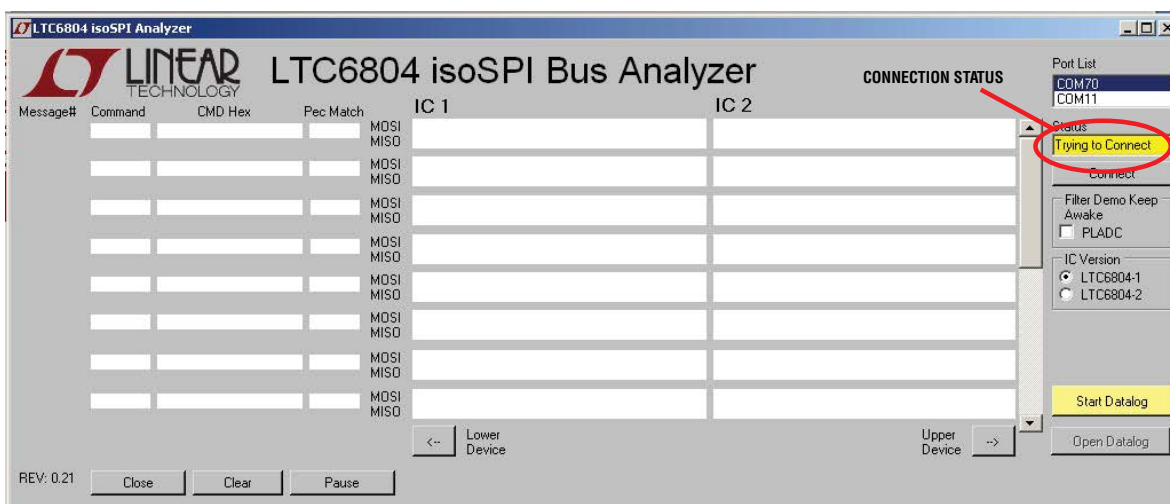 LTC6804 isoSPI Analyzer
LINEAR
TECHNOLOGY
LTC6804 isoSPI Bus Analyzer
CONNECTION STATUS
Port List
COM70
COM11
Message# Command CMD Hex Pec Match IC 1 IC 2
MOSI
MISO
MOSI
MISO
MOSI
MISO
MOSI
MISO
MOSI
MISO
MOSI
MISO
MOSI
MISO
MOSI
MISO
Status
Trying to Connect
Connect
Filter Demo Keep
Awake
PLADC
IC Version
LTC6804-1
LTC6804-2
Start Datalog
Open Datalog
<-- Lower
Device
Upper
Device -->
REV: 0.21 Close Clear Pause